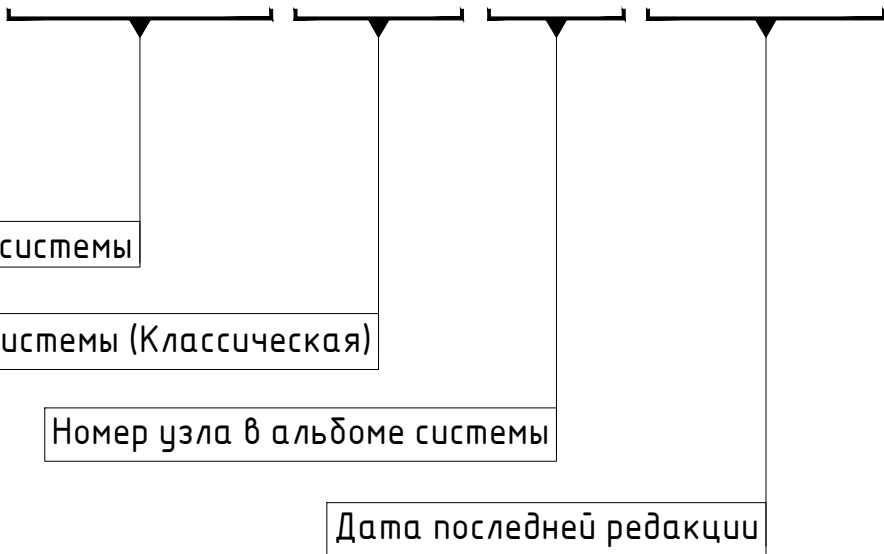 системы
истемы (Классическая)
Номер узла в альбоме системы
Дата последней редакции